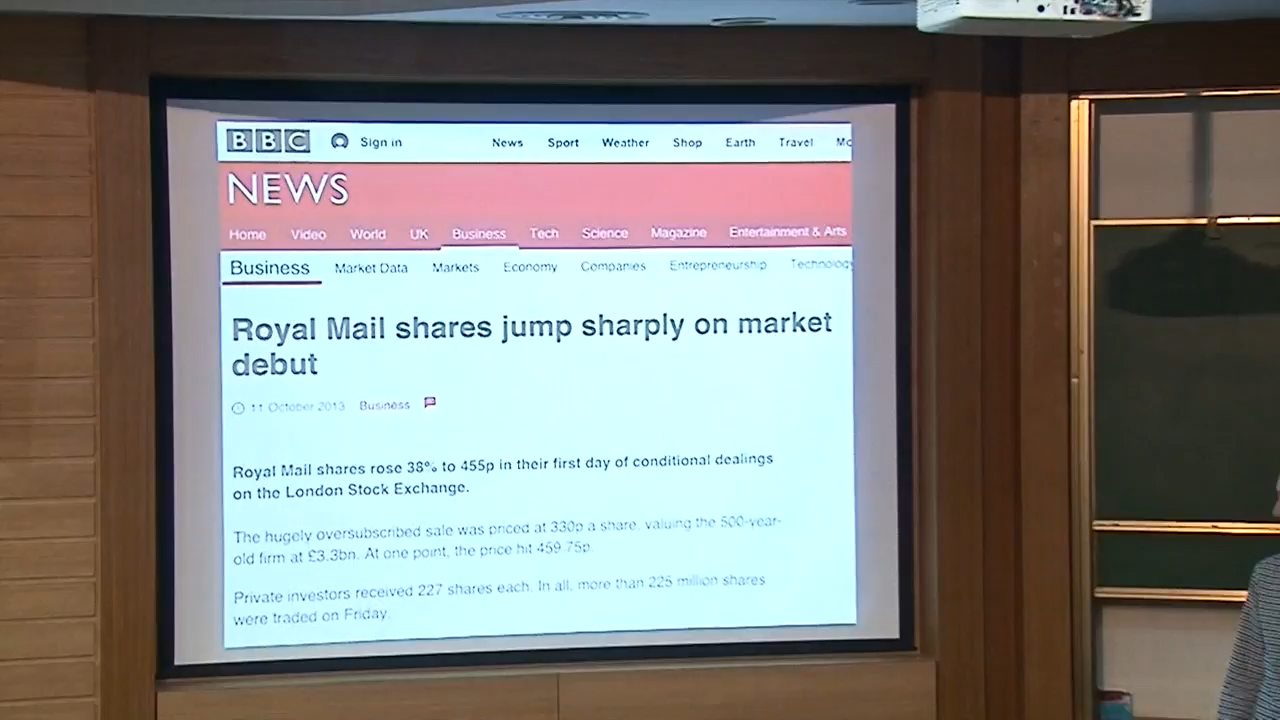 BBC Sign in News Sport Weather Shop Earth Travel
NEWS
Home Video World UK Business Tech Science Magazine Entertainment & Arts
Business Market Data Markets Economy Companies Entrepreneurship Technology
Royal Mail shares jump sharply on market
debut
11 October 2013 Business
Royal Mail shares rose 38% to 455p in their first day of conditional dealings
on the London Stock Exchange.
The hugely oversubscribed sale was priced at 330p a share, valuing the 500-year-
old firm at £3.3bn. At one point, the price hit 459.75p.
Private investors received 227 shares each. In all, more than 225 million shares
were traded on Friday.